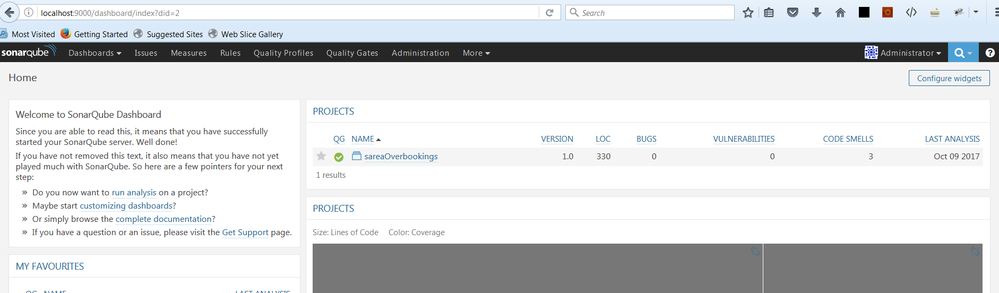 localhost:9000/dashboard/index?did=2
Search
Most Visited Getting Started Suggested Sites Web Slice Gallery
sonarqube Dashboards Issues Measures Rules Quality Profiles Quality Gates Administration More Administrator
Home
Configure widgets
Welcome to SonarQube Dashboard
Since you are able to read this, it means that you have successfully
started your SonarQube server. Well done!
If you have not removed this text, it also means that you have not yet
played much with SonarQube. So here are a few pointers for your next
step:
» Do you now want to run analysis on a project?
» Maybe start customizing dashboards?
» Or simply browse the complete documentation?
» If you have a question or an issue, please visit the Get Support page.
MY FAVOURITES
QG NAME LAST ANALYSIS
PROJECTS
QG NAME VERSION LOC BUGS VULNERABILITIES CODE SMELLS LAST ANALYSIS
sareaOverbookings 1.0 330 0 0 3 Oct 09 2017
1 results
PROJECTS
Size: Lines of Code Color: Coverage